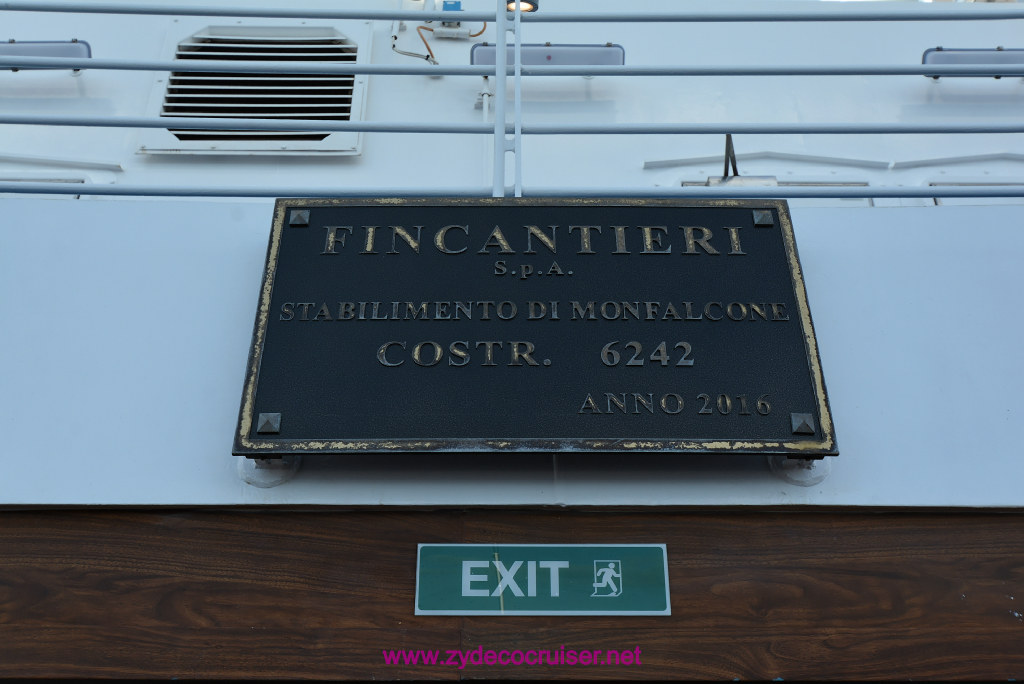 FINCANTIERI
S.p.A.
STABILIMENTO DI MONFALCONE
COSTR. 6242
ANNO 2016
EXIT
www.zydecocruiser.net